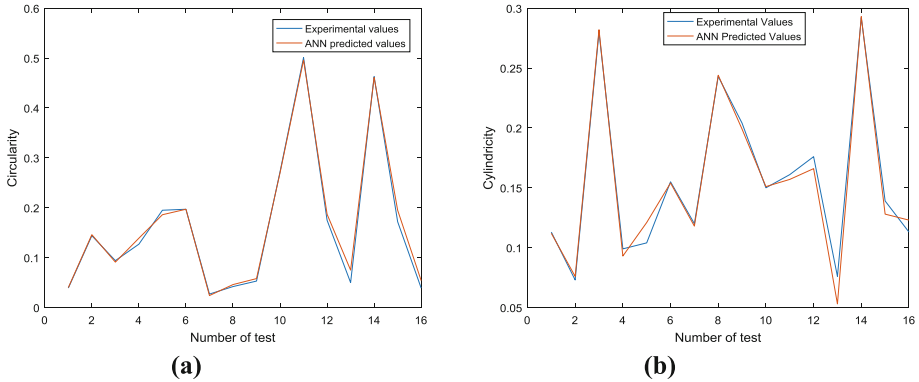 0.6
0.5
0.4
0.3
0.2
0.1
0
Circularity
Experimental values
ANN predicted values
0 2 4 6 8 10 12 14 16
Number of test
(a)
0.3
0.25
0.2
0.15
0.1
0.05
Cylindricity
Experimental Values
ANN Predicted Values
0 2 4 6 8 10 12 14 16
Number of test
(b)